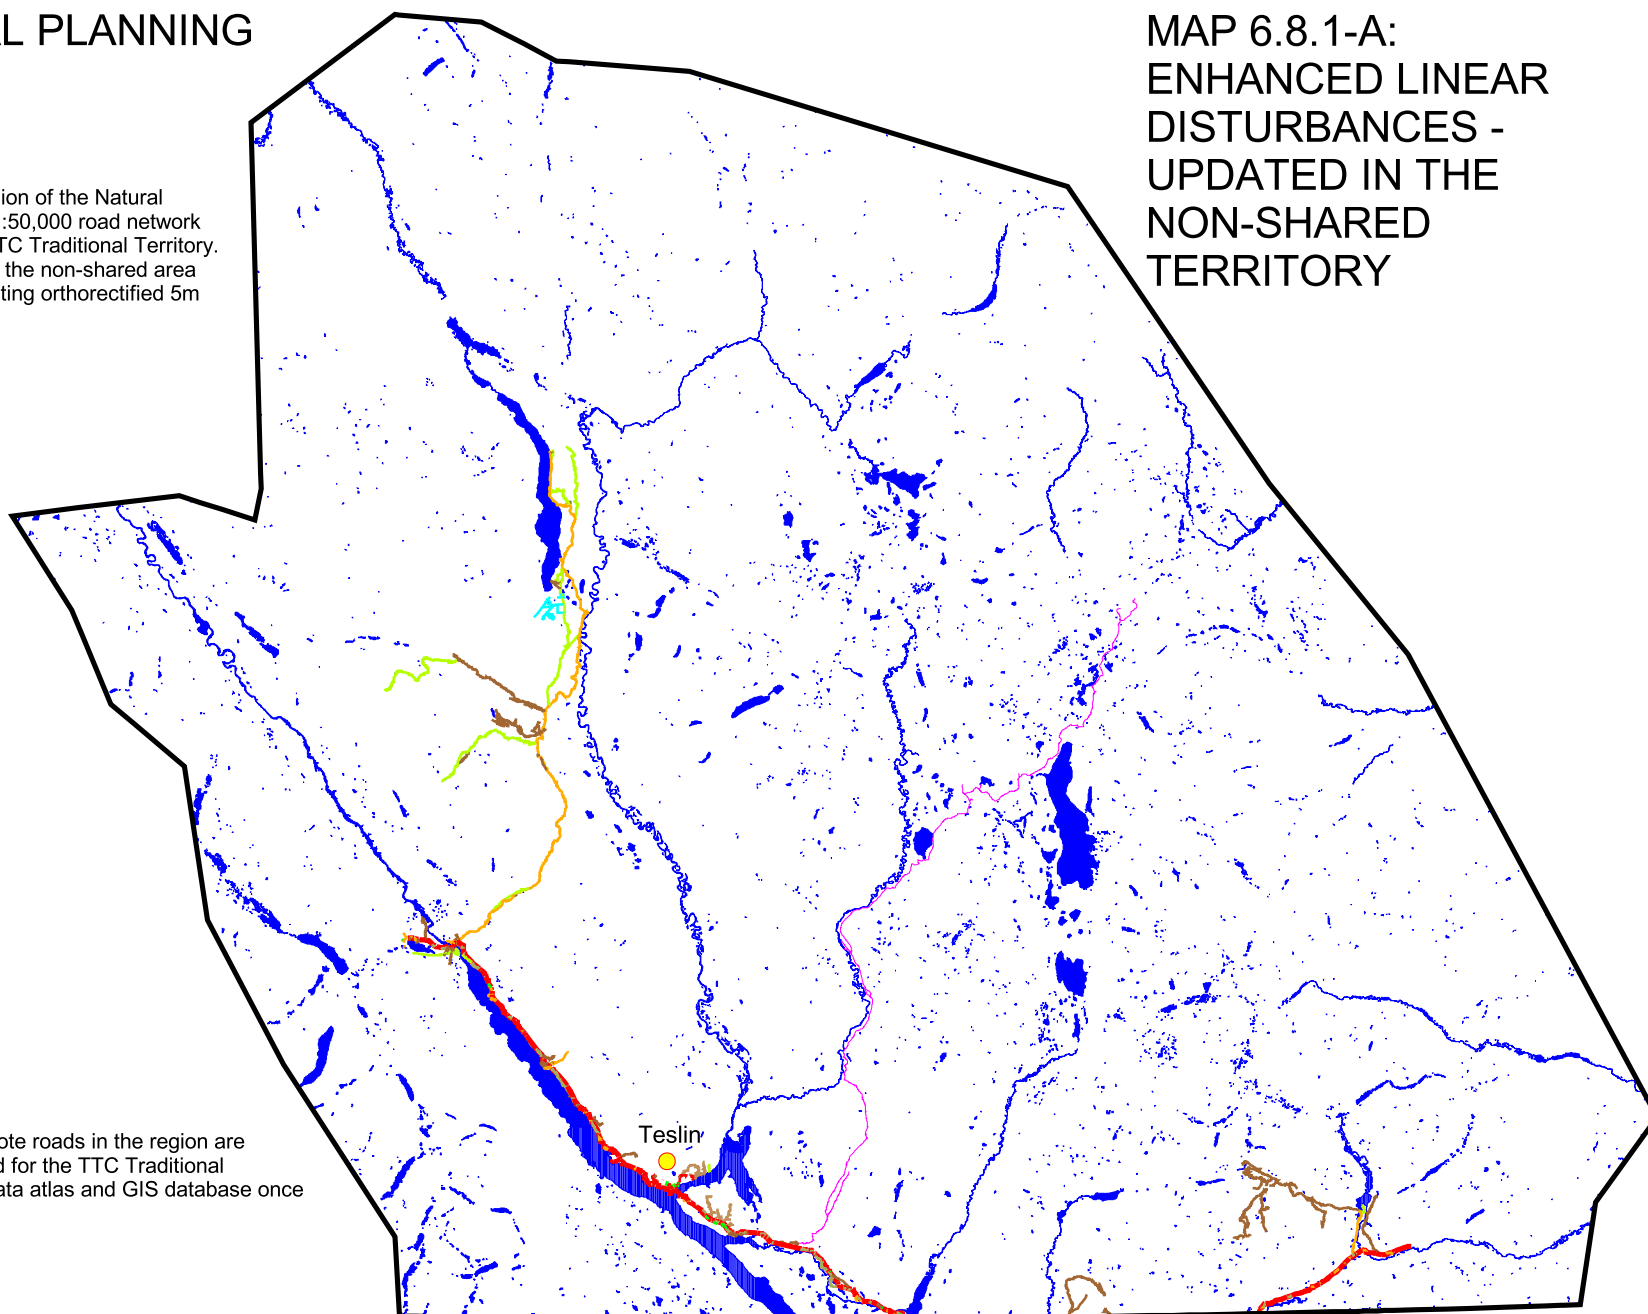 L PLANNING
MAP 6.8.1-A:
ENHANCED LINEAR
DISTURBANCES -
UPDATED IN THE
NON-SHARED
TERRITORY
ion of the Natural
:50,000 road network
TC Traditional Territory.
the non-shared area
ting orthorectified 5m
Teslin
ote roads in the region are
d for the TTC Traditional
ata atlas and GIS database once